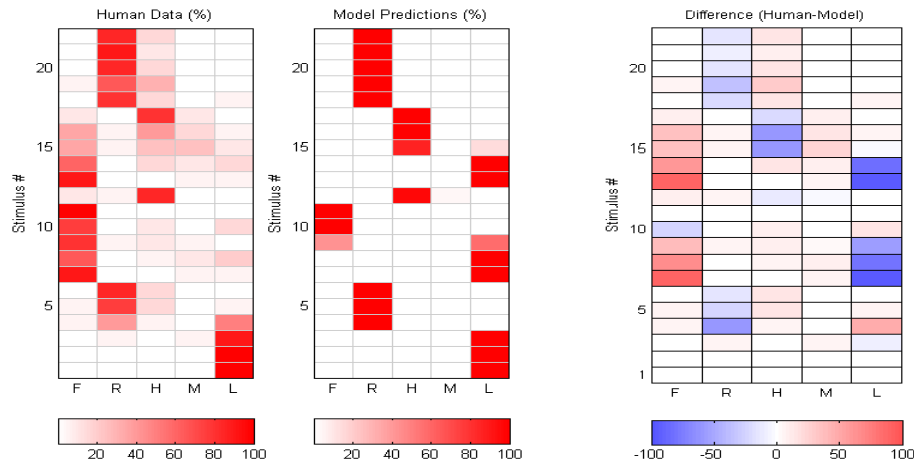 Human Data (%)
Model Predictions (%)
Difference (Human-Model)
Stimulus #
20
15
10
5
F R H M L
20 40 60 80 100
Stimulus #
20
15
10
5
F R H M L
20 40 60 80 100
Stimulus #
20
15
10
5
1
F R H M L
-100 -50 0 50 100